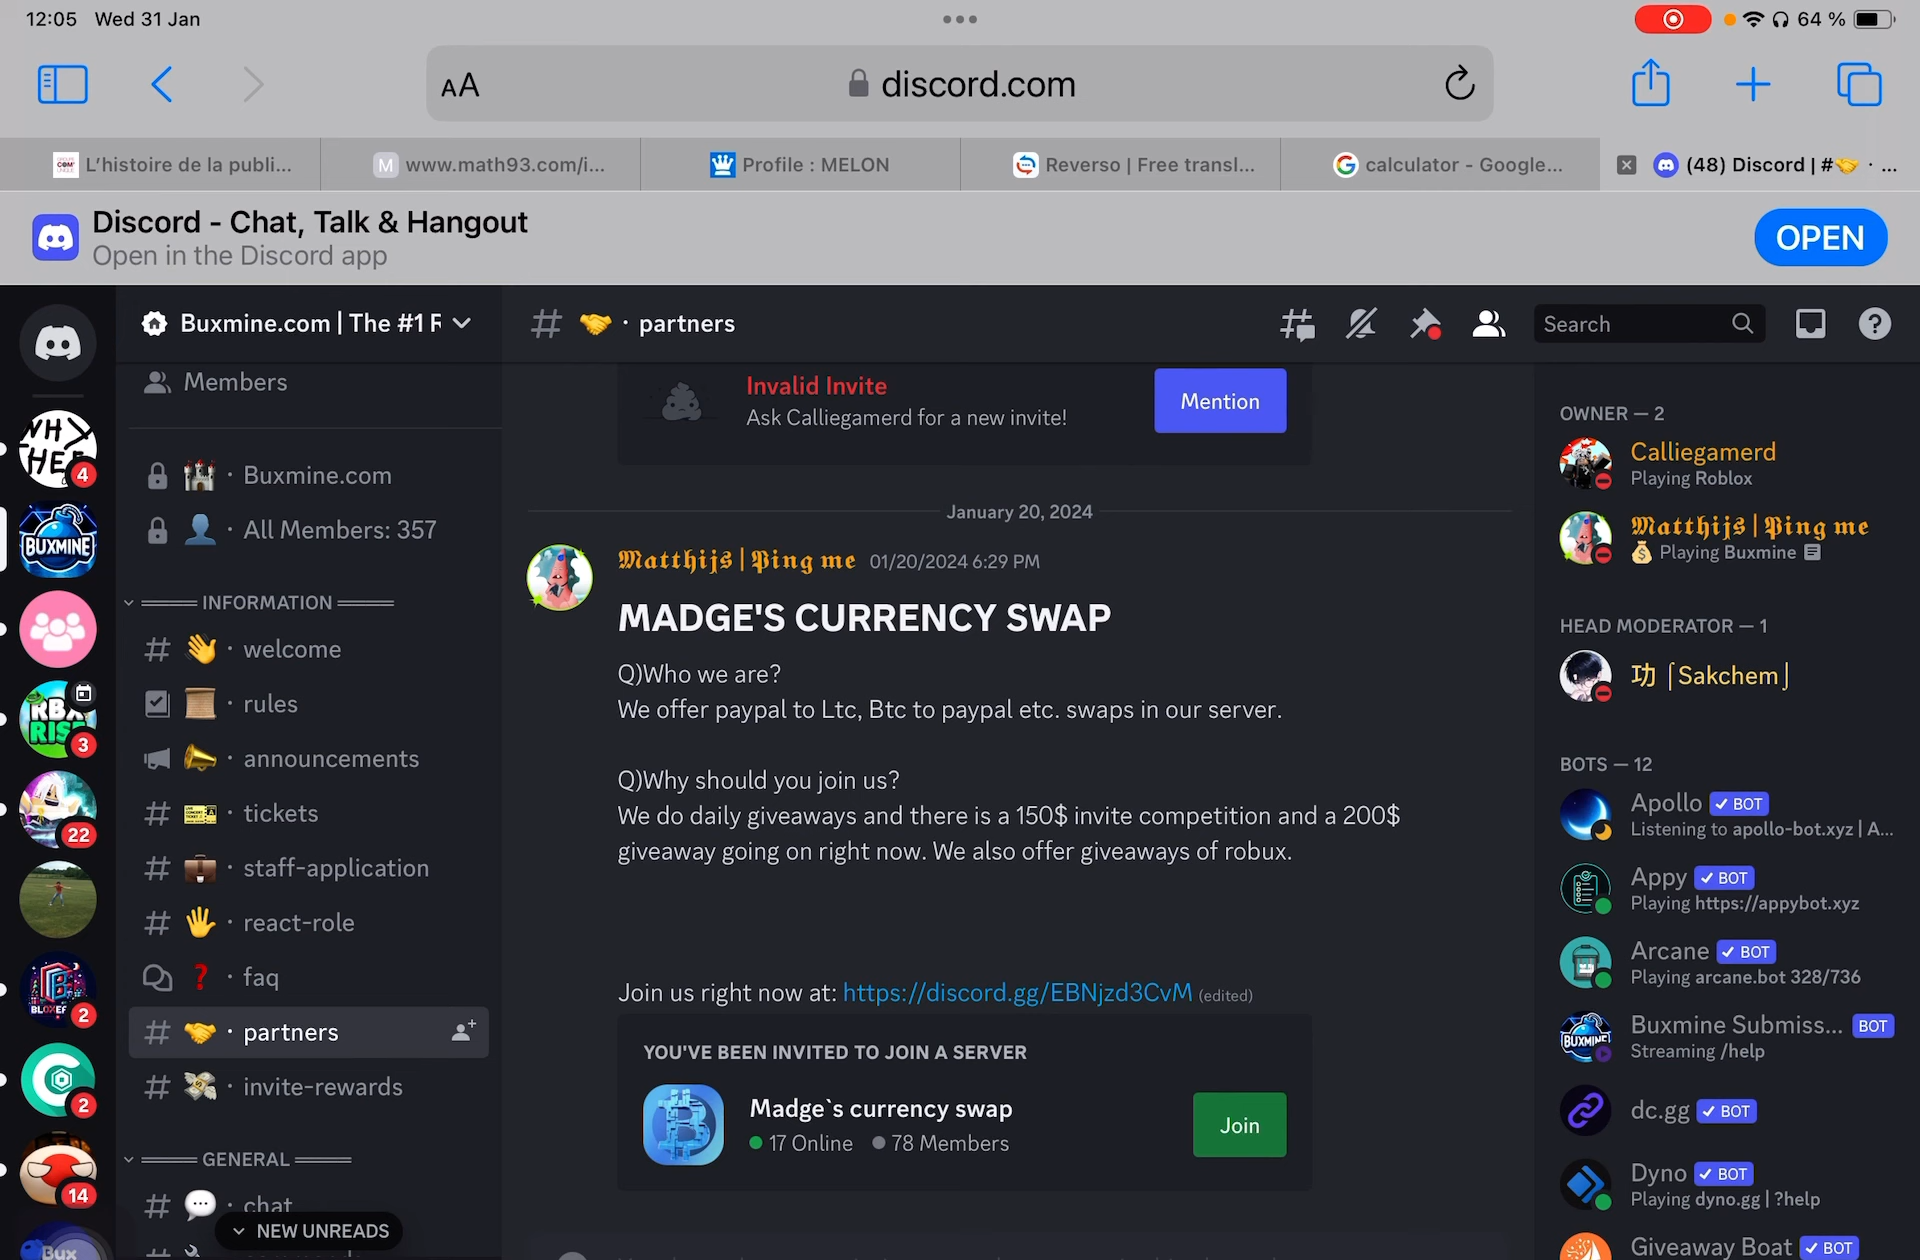 12:05 Wed 31 Jan
64 %
AA
discord.com
L'histoire de la publi...
M www.math93.com/i...
Profile : MELON
Reverso | Free transl...
calculator - Google...
(48) Discord | #🤝 · ...
Discord - Chat, Talk & Hangout
Open in the Discord app
OPEN
4
BUXMINE
RBX
RIS
3
22
2
2
14
Bux
Buxmine.com | The #1 R
Members
🏰 · Buxmine.com
👤 · All Members: 357
INFORMATION
# 👋 · welcome
📜 · rules
📣 · announcements
# 🎫 · tickets
# 💼 · staff-application
# 🖐 · react-role
❓ · faq
# 🤝 · partners
# 💸 · invite-rewards
GENERAL
# 💬 · chat
NEW UNREADS
# 🤝 · partners
Search
Invalid Invite
Ask Calliegamerd for a new invite!
Mention
January 20, 2024
𝕸𝖆𝖙𝖙𝖍𝖎𝖏𝖘 | 𝕻𝖎𝖓𝖌 𝖒𝖊 01/20/2024 6:29 PM
MADGE'S CURRENCY SWAP
Q)Who we are?
We offer paypal to Ltc, Btc to paypal etc. swaps in our server.
Q)Why should you join us?
We do daily giveaways and there is a 150$ invite competition and a 200$
giveaway going on right now. We also offer giveaways of robux.
Join us right now at: https://discord.gg/EBNjzd3CvM (edited)
YOU'VE BEEN INVITED TO JOIN A SERVER
Madge`s currency swap
17 Online 78 Members
Join
OWNER — 2
Calliegamerd
Playing Roblox
𝕸𝖆𝖙𝖙𝖍𝖎𝖏𝖘 | 𝕻𝖎𝖓𝖌 𝖒𝖊
💰 Playing Buxmine
HEAD MODERATOR — 1
功 ⌠Sakchem⌡
BOTS — 12
Apollo ✓ BOT
Listening to apollo-bot.xyz | A...
Appy ✓ BOT
Playing https://appybot.xyz
Arcane ✓ BOT
Playing arcane.bot 328/736
Buxmine Submiss... BOT
Streaming /help
dc.gg ✓ BOT
Dyno ✓ BOT
Playing dyno.gg | ?help
Giveaway Boat ✓ BOT